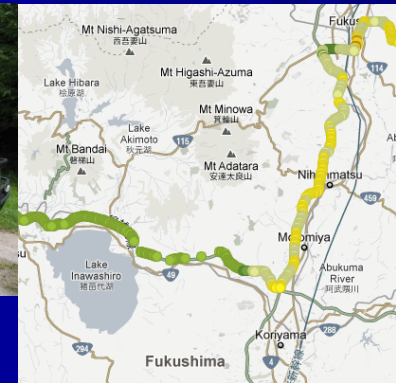 Mt Nishi-Agatsuma
西吾妻山
Lake Hibara
桧原湖
Mt Higashi-Azuma
東吾妻山
114
Mt Minowa
箕輪山
Lake
Akimoto
秋元湖
115
Mt Bandai
磐梯山
Mt Adatara
安達太良山
459
Lake
Inawashiro
猪苗代湖
49
Abukuma
River
阿武隈川
288
294
Koriyama
4
Fukushima